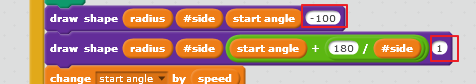 draw shape radius #side start angle -100
draw shape radius #side start angle + 180 / #side 1
change start angle by speed